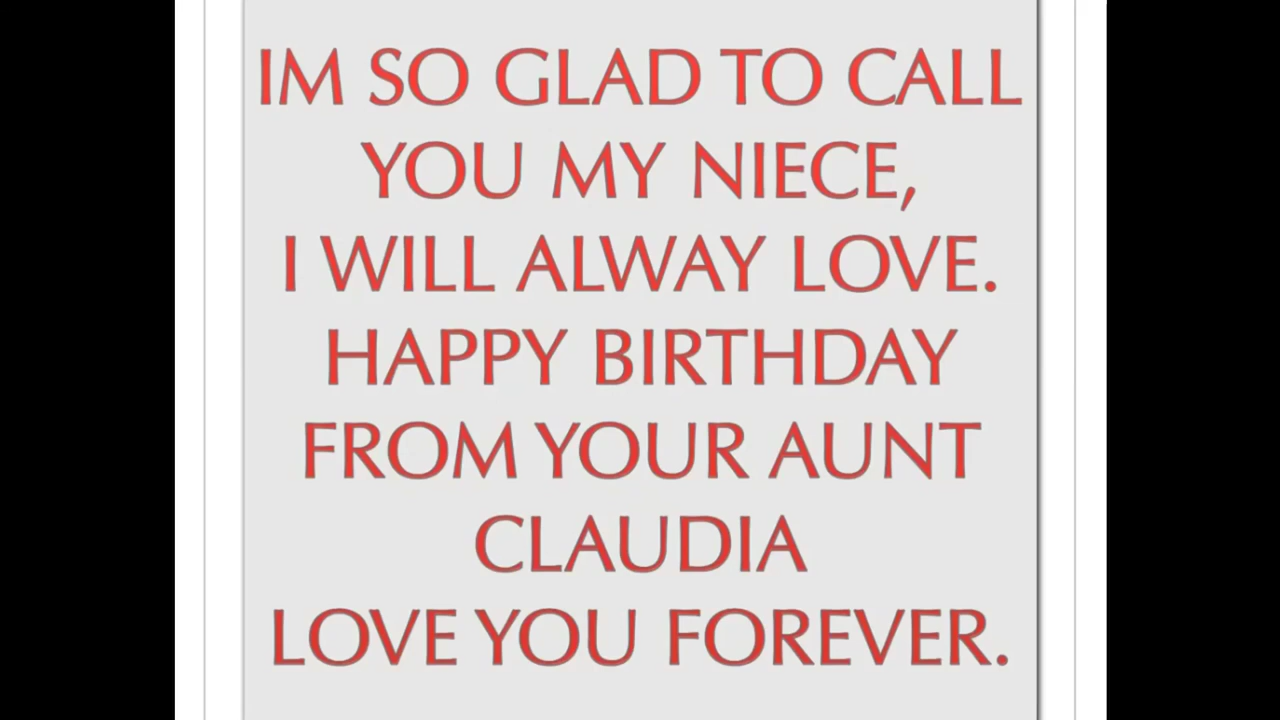 IM SO GLAD TO CALL
YOU MY NIECE,
I WILL ALWAY LOVE.
HAPPY BIRTHDAY
FROM YOUR AUNT
CLAUDIA
LOVE YOU FOREVER.